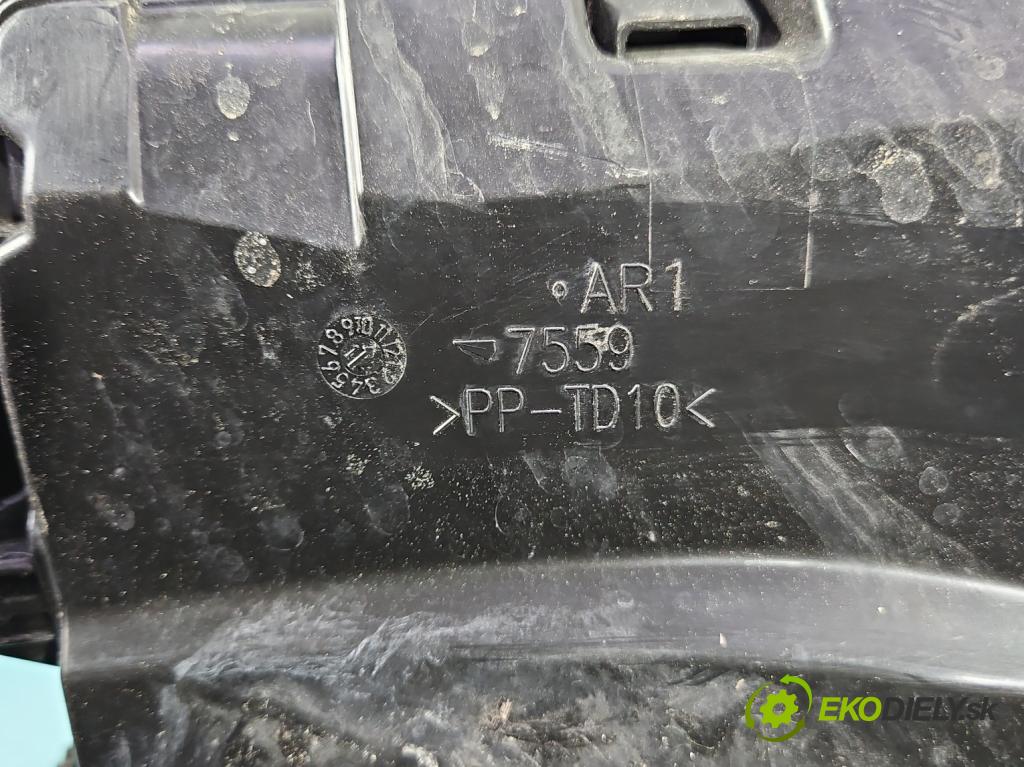 AR1
7559
>PP-TD10<
EKODIELY.sk